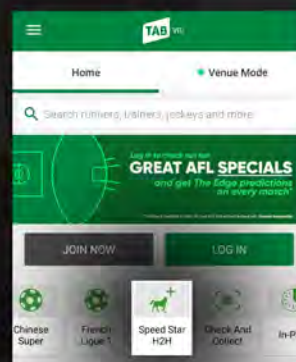 TAB VIC
Home
Venue Mode
Search runners, trainers, jockeys and more
Log in to check out our
GREAT AFL SPECIALS
and get The Edge predictions
on every match*
JOIN NOW
LOG IN
Chinese
Super
French
Ligue 1
Speed Star
H2H
Check And
Collect
In-P